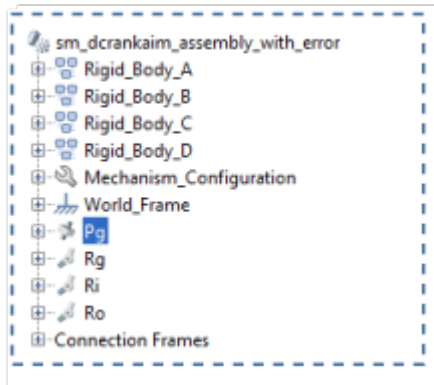 sm_dcrankaim_assembly_with_error
Rigid_Body_A
Rigid_Body_B
Rigid_Body_C
Rigid_Body_D
Mechanism_Configuration
World_Frame
Pg
Rg
Ri
Ro
Connection Frames